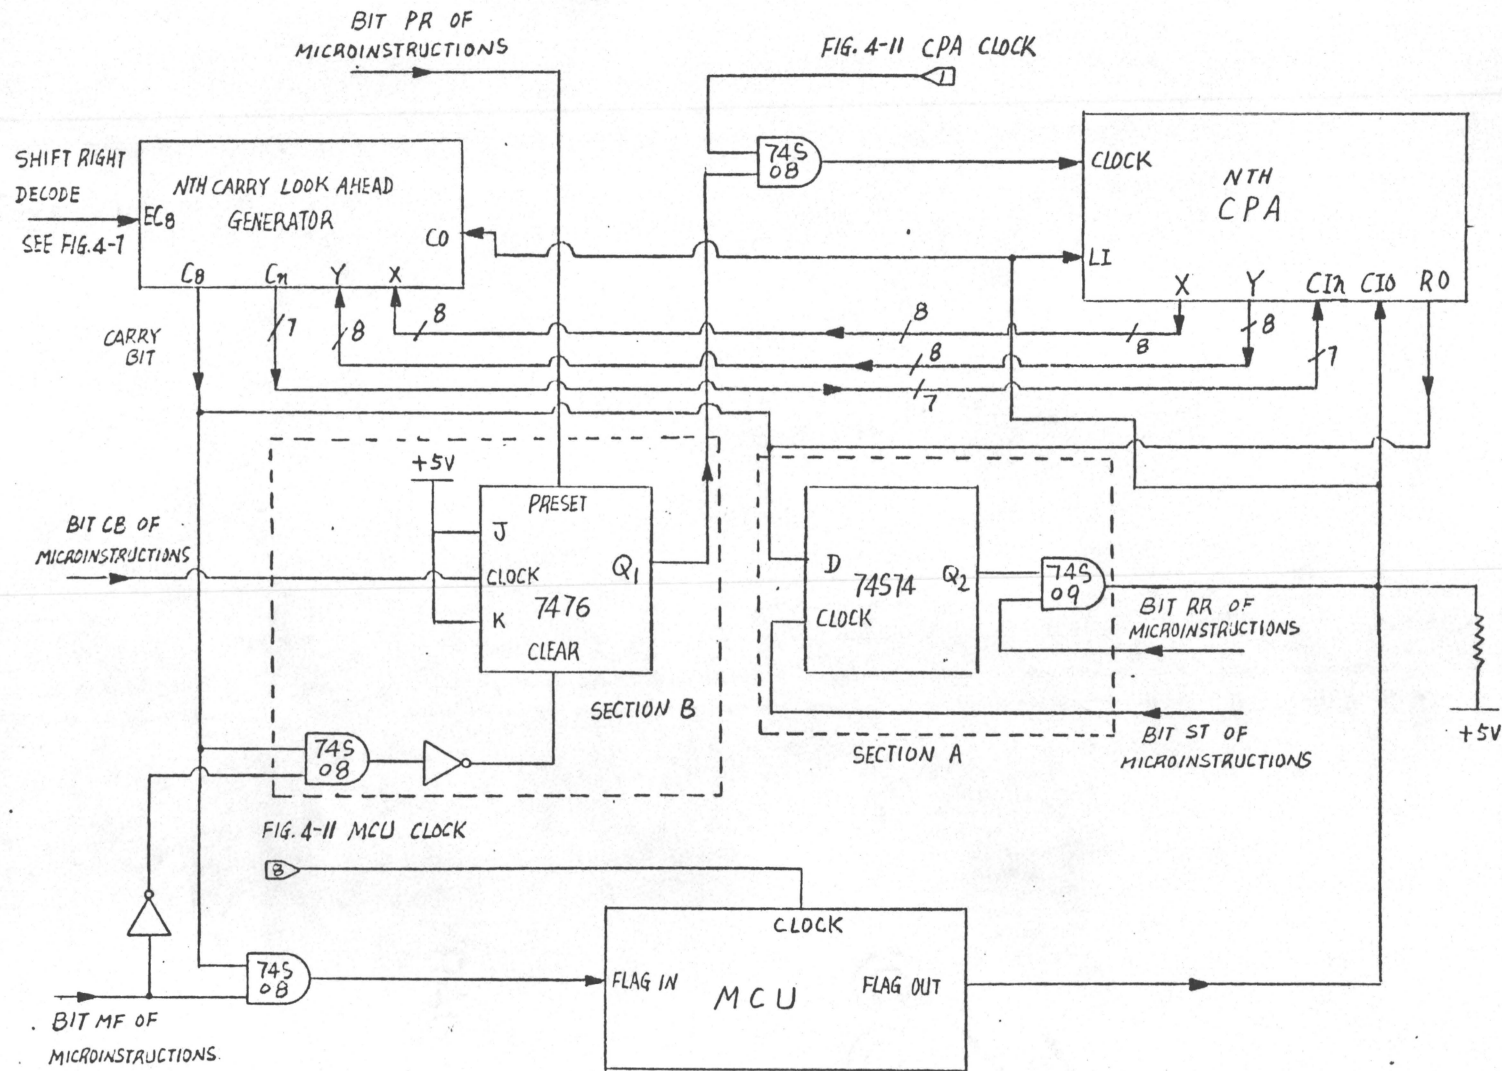 BIT PR OF
MICROINSTRUCTIONS
FIG. 4-11 CPA CLOCK
1
SHIFT RIGHT
DECODE
SEE FIG. 4-7
NTH CARRY LOOK AHEAD
GENERATOR
EC8
C0
C8
Cn
Y
X
74S
08
CLOCK
NTH
CPA
LI
X
Y
CIn
CI0
RO
CARRY
BIT
7
8
8
8
8
8
8
7
7
+5V
BIT CB OF
MICROINSTRUCTIONS
PRESET
J
CLOCK
Q1
7476
K
CLEAR
SECTION B
D
Q2
74S74
CLOCK
74S
09
BIT RR OF
MICROINSTRUCTIONS
+5V
SECTION A
BIT ST OF
MICROINSTRUCTIONS
74S
08
FIG. 4-11 MCU CLOCK
8
CLOCK
74S
08
FLAG IN
MCU
FLAG OUT
BIT MF OF
MICROINSTRUCTIONS.